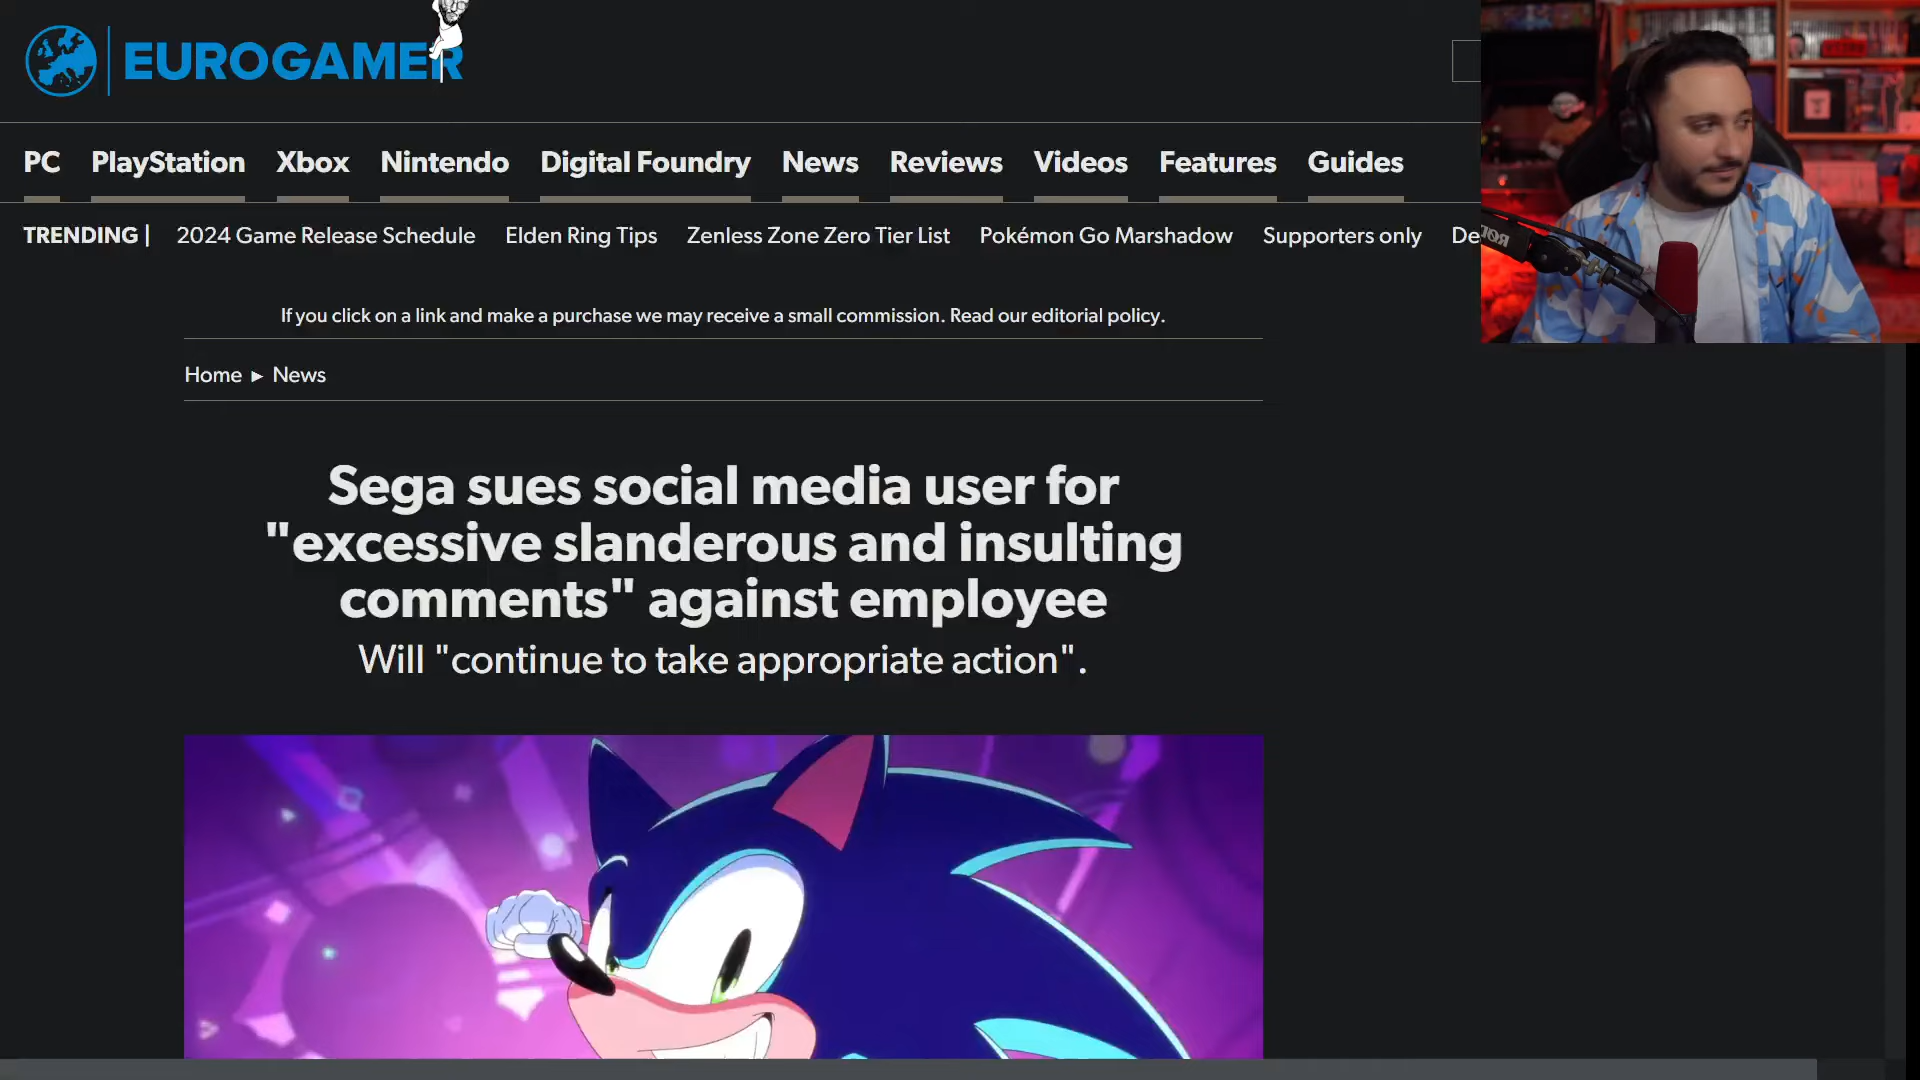 EUROGAMER
PC PlayStation Xbox Nintendo Digital Foundry News Reviews Videos Features Guides
TRENDING | 2024 Game Release Schedule Elden Ring Tips Zenless Zone Zero Tier List Pokémon Go Marshadow Supporters only De
If you click on a link and make a purchase we may receive a small commission. Read our editorial policy.
Home ► News
Sega sues social media user for
"excessive slanderous and insulting
comments" against employee
Will "continue to take appropriate action".
RØDE